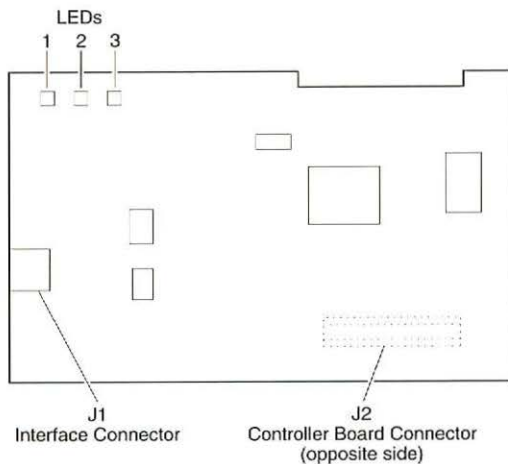 LEDs
1 2 3
J1
Interface Connector
J2
Controller Board Connector
(opposite side)